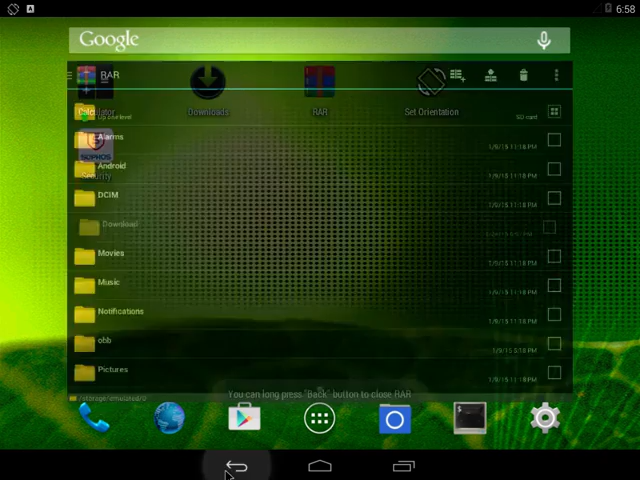 A
6:58
Google
RAR
Calculator
Downloads
RAR
Set Orientation
Up one level
SD card
Alarms
1/9/15 11:18 PM
SOPHOS
Android
1/9/15 11:18 PM
Security
DCIM
1/9/15 11:18 PM
Download
Movies
1/9/15 11:18 PM
Music
1/9/15 11:18 PM
Notifications
1/9/15 11:18 PM
obb
Pictures
1/9/15 11:18 PM
You can long press "Back" button to close RAR
/storage/emulated/0